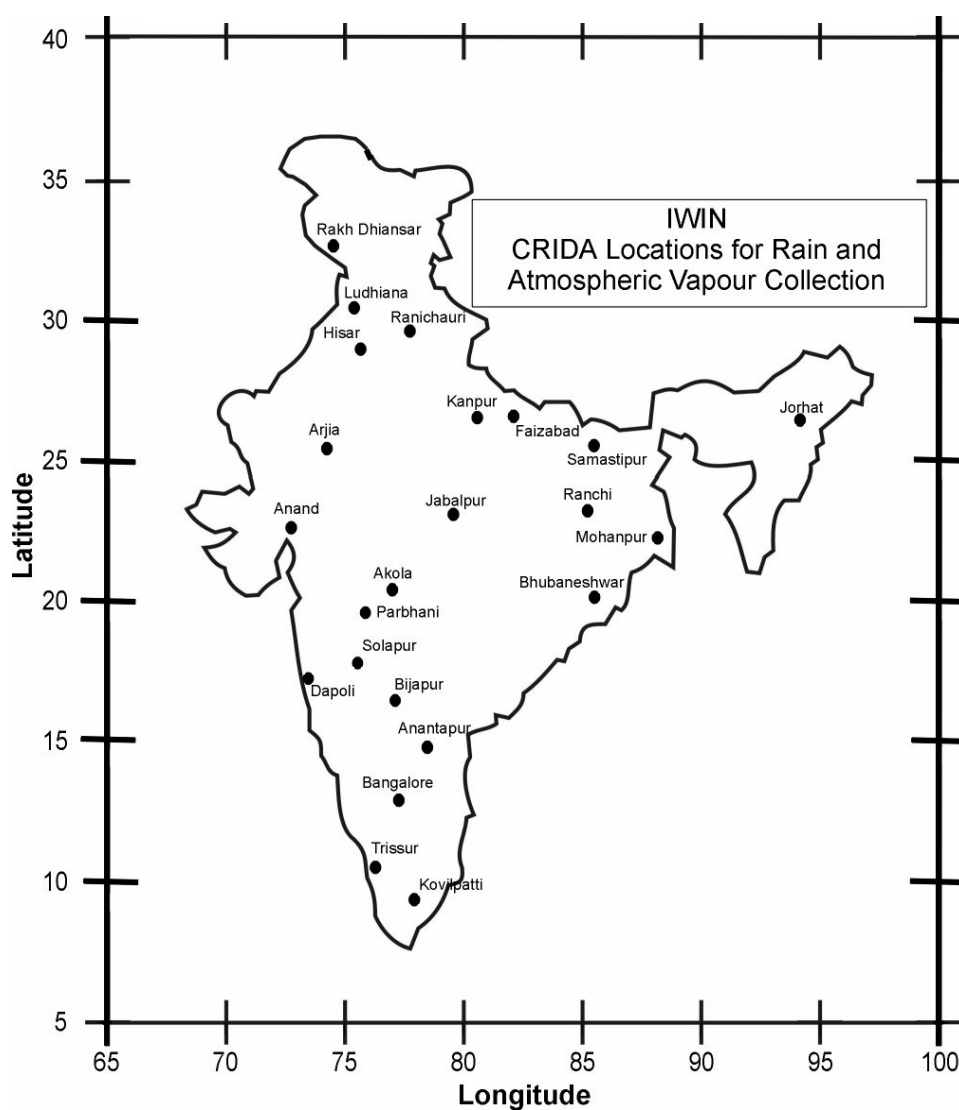 40
35
30
25
20
15
10
5
Latitude
IWIN
CRIDA Locations for Rain and
Atmospheric Vapour Collection
Rakh Dhiansar
Ludhiana
Ranichauri
Hisar
Kanpur
Faizabad
Jorhat
Arjia
Samastipur
Anand
Jabalpur
Ranchi
Mohanpur
Akola
Bhubaneshwar
Parbhani
Solapur
Dapoli
Bijapur
Anantapur
Bangalore
Trissur
Kovilpatti
65 70 75 80 85 90 95 100
Longitude